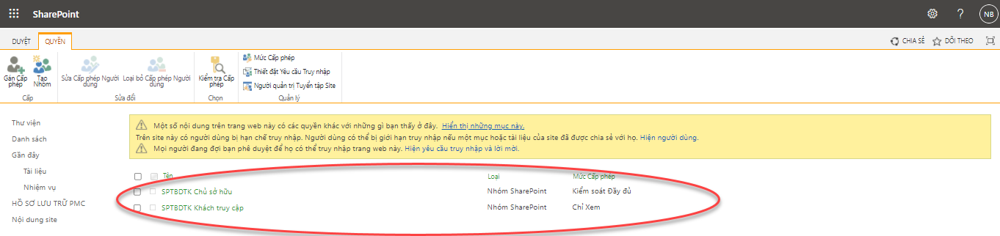 SharePoint
NB
DUYỆT QUYỀN CHIA SẺ DÕI THEO
Gán Cấp phép Tạo Nhóm Sửa Cấp phép Người dùng Loại bỏ Cấp phép Người dùng Kiểm tra Cấp phép
Mức Cấp phép
Thiết đặt Yêu cầu Truy nhập
Người quản trị Tuyển tập Site
Cấp Sửa đổi Chọn Quản lý
Thư viện
Danh sách
Gần đây
Tài liệu
Nhiệm vụ
HỒ SƠ LƯU TRỮ PMC
Nội dung site
Một số nội dung trên trang web này có các quyền khác với những gì bạn thấy ở đây. Hiển thị những mục này.
Trên site này có người dùng bị hạn chế truy nhập. Người dùng có thể bị giới hạn truy nhập nếu một mục hoặc tài liệu của site đã được chia sẻ với họ. Hiện người dùng.
Mọi người đang đợi bạn phê duyệt để họ có thể truy nhập trang web này. Hiện yêu cầu truy nhập và lời mời.
Tên Loại Mức Cấp phép
SPTBDTK Chủ sở hữu Nhóm SharePoint Kiểm soát Đầy đủ
SPTBDTK Khách truy cập Nhóm SharePoint Chỉ Xem